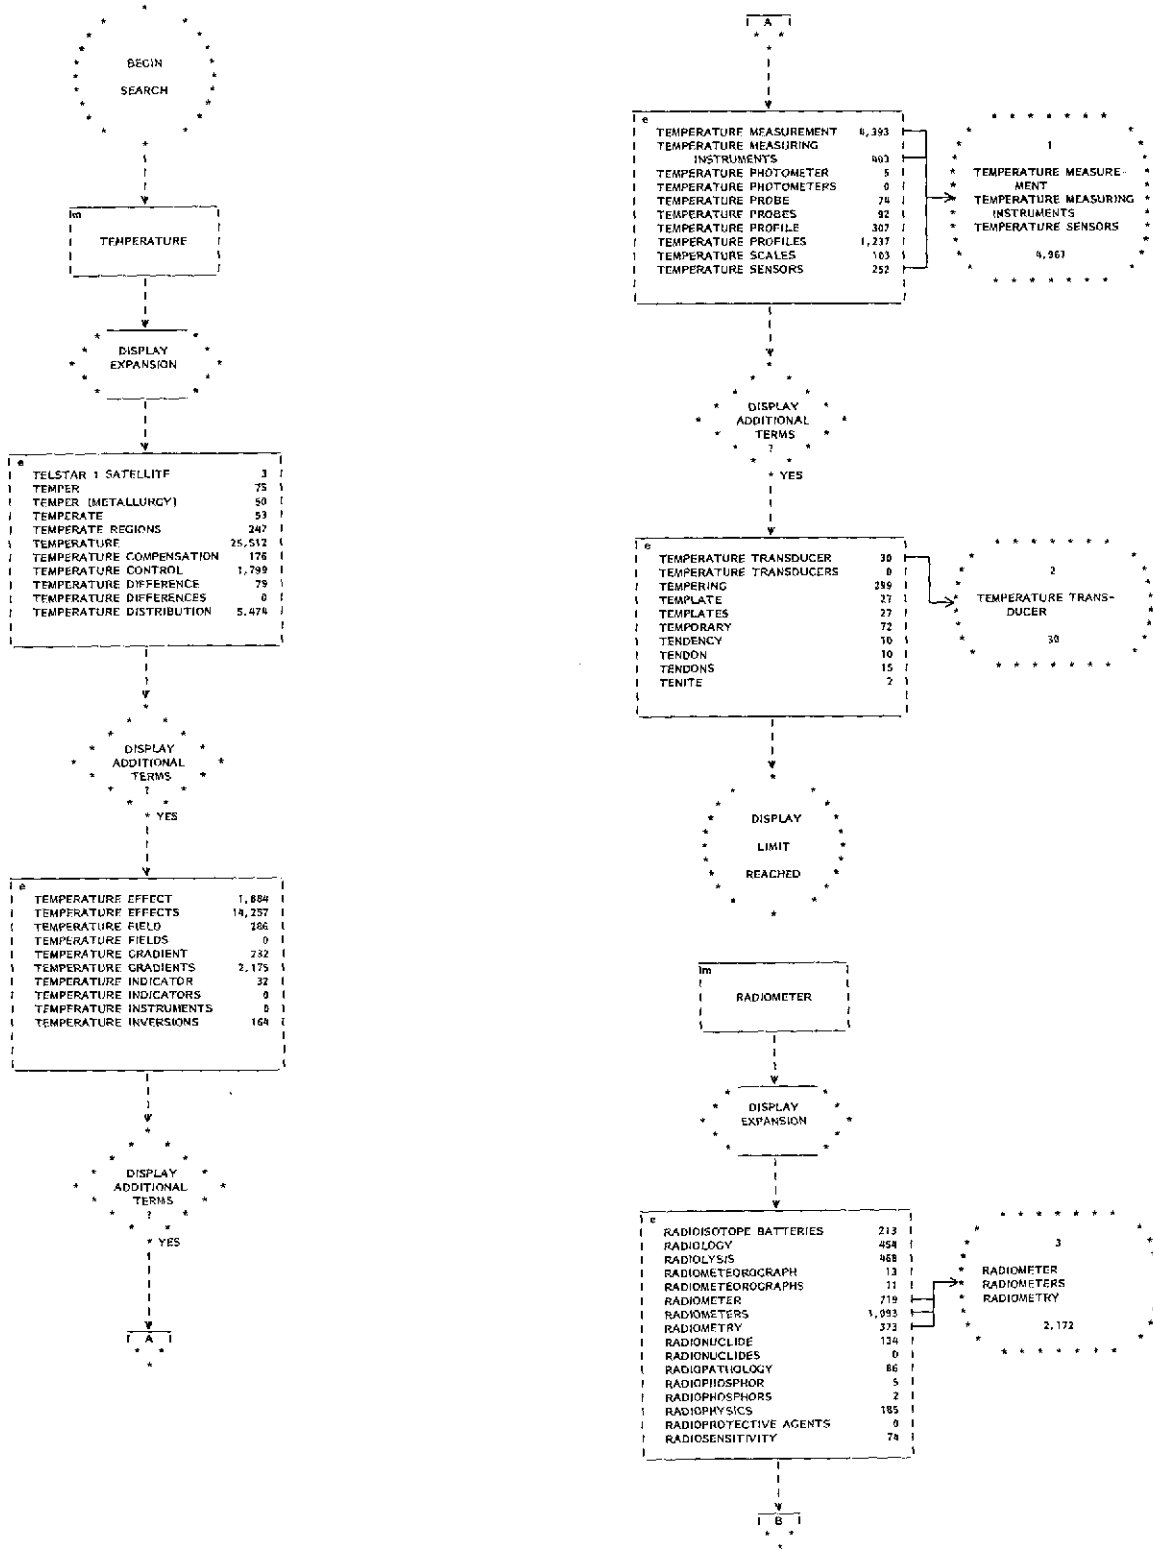 BEGIN
SEARCH
Im
TEMPERATURE
DISPLAY
EXPANSION
e
TELSTAR 1 SATELLITE 3
TEMPER 75
TEMPER (METALLURGY) 50
TEMPERATE 53
TEMPERATE REGIONS 247
TEMPERATURE 25,512
TEMPERATURE COMPENSATION 176
TEMPERATURE CONTROL 1,799
TEMPERATURE DIFFERENCE 79
TEMPERATURE DIFFERENCES 0
TEMPERATURE DISTRIBUTION 5,474
DISPLAY
ADDITIONAL
TERMS
?
YES
e
TEMPERATURE EFFECT 1,884
TEMPERATURE EFFECTS 14,257
TEMPERATURE FIELD 286
TEMPERATURE FIELDS 0
TEMPERATURE GRADIENT 232
TEMPERATURE GRADIENTS 2,175
TEMPERATURE INDICATOR 32
TEMPERATURE INDICATORS 0
TEMPERATURE INSTRUMENTS 0
TEMPERATURE INVERSIONS 164
DISPLAY
ADDITIONAL
TERMS
?
YES
A
A
e
TEMPERATURE MEASUREMENT 4,393
TEMPERATURE MEASURING
INSTRUMENTS 403
TEMPERATURE PHOTOMETER 5
TEMPERATURE PHOTOMETERS 0
TEMPERATURE PROBE 74
TEMPERATURE PROBES 92
TEMPERATURE PROFILE 307
TEMPERATURE PROFILES 1,237
TEMPERATURE SCALES 103
TEMPERATURE SENSORS 252
1
TEMPERATURE MEASURE-
MENT
TEMPERATURE MEASURING
INSTRUMENTS
TEMPERATURE SENSORS
4,967
DISPLAY
ADDITIONAL
TERMS
?
YES
e
TEMPERATURE TRANSDUCER 30
TEMPERATURE TRANSDUCERS 0
TEMPERING 299
TEMPLATE 27
TEMPLATES 27
TEMPORARY 72
TENDENCY 10
TENDON 10
TENDONS 15
TENITE 2
2
TEMPERATURE TRANS-
DUCER
30
DISPLAY
LIMIT
REACHED
Im
RADIOMETER
DISPLAY
EXPANSION
e
RADIOISOTOPE BATTERIES 213
RADIOLOGY 454
RADIOLYSIS 468
RADIOMETEOROGRAPH 13
RADIOMETEOROGRAPHS 11
RADIOMETER 719
RADIOMETERS 1,093
RADIOMETRY 373
RADIONUCLIDE 134
RADIONUCLIDES 0
RADIOPATHOLOGY 86
RADIOPHOSPHOR 5
RADIOPHOSPHORS 2
RADIOPHYSICS 185
RADIOPROTECTIVE AGENTS 0
RADIOSENSITIVITY 74
3
RADIOMETER
RADIOMETERS
RADIOMETRY
2,172
B